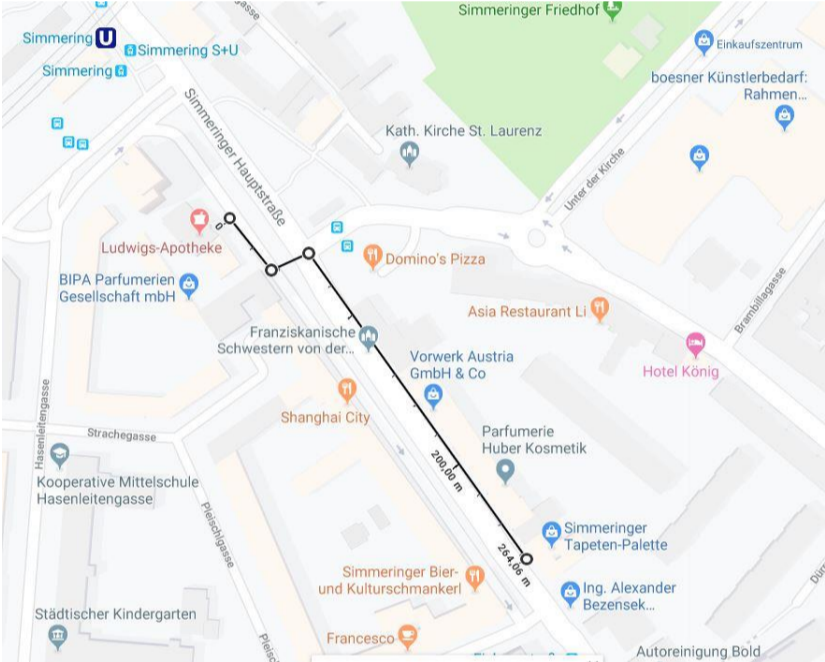 gasse
Simmeringer Friedhof
Simmering U
Simmering S+U
Simmering
Einkaufszentrum
boesner Künstlerbedarf:
Rahmen...
Simmeringer Hauptstraße
Kath. Kirche St. Laurenz
Unter der Kirche
0
Ludwigs-Apotheke
Domino's Pizza
BIPA Parfumerien
Gesellschaft mbH
Asia Restaurant Li
Brambillagasse
Franziskanische
Schwestern von der...
Vorwerk Austria
GmbH & Co
Hotel König
Shanghai City
Hasenleitengasse
Strachegasse
Parfumerie
Huber Kosmetik
200,00 m
Kooperative Mittelschule
Hasenleitengasse
Pleischlgasse
Simmeringer
Tapeten-Palette
264,06 m
Simmeringer Bier-
und Kulturschmankerl
Ing. Alexander
Bezensek...
Städtischer Kindergarten
Francesco
Pleisc
Autoreinigung Bold